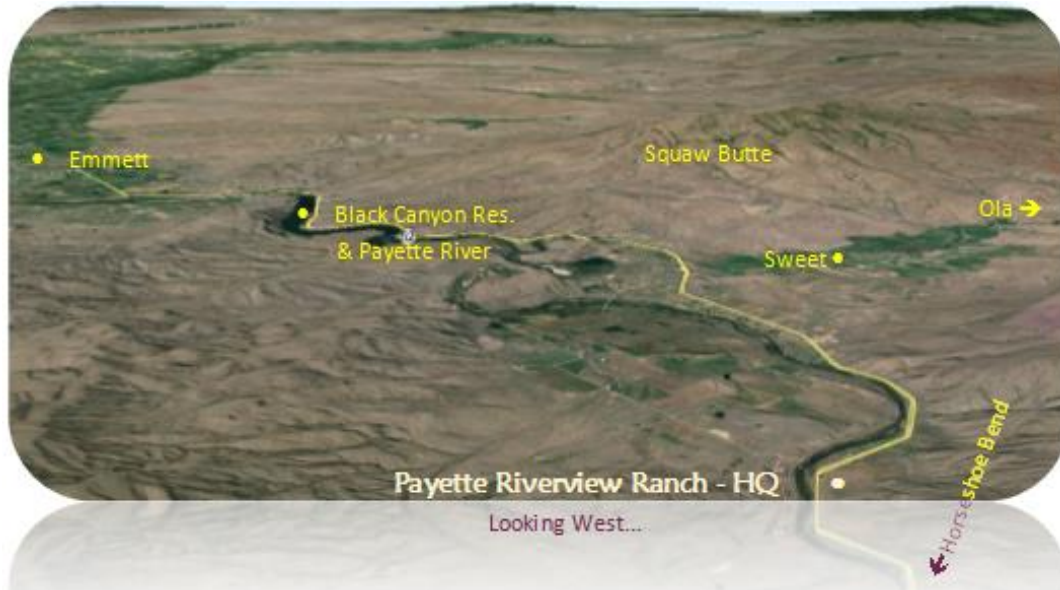 Emmett
Squaw Butte
Black Canyon Res.
& Payette River
Ola
Sweet
Horseshoe Bend
Payette Riverview Ranch - HQ
Looking West...